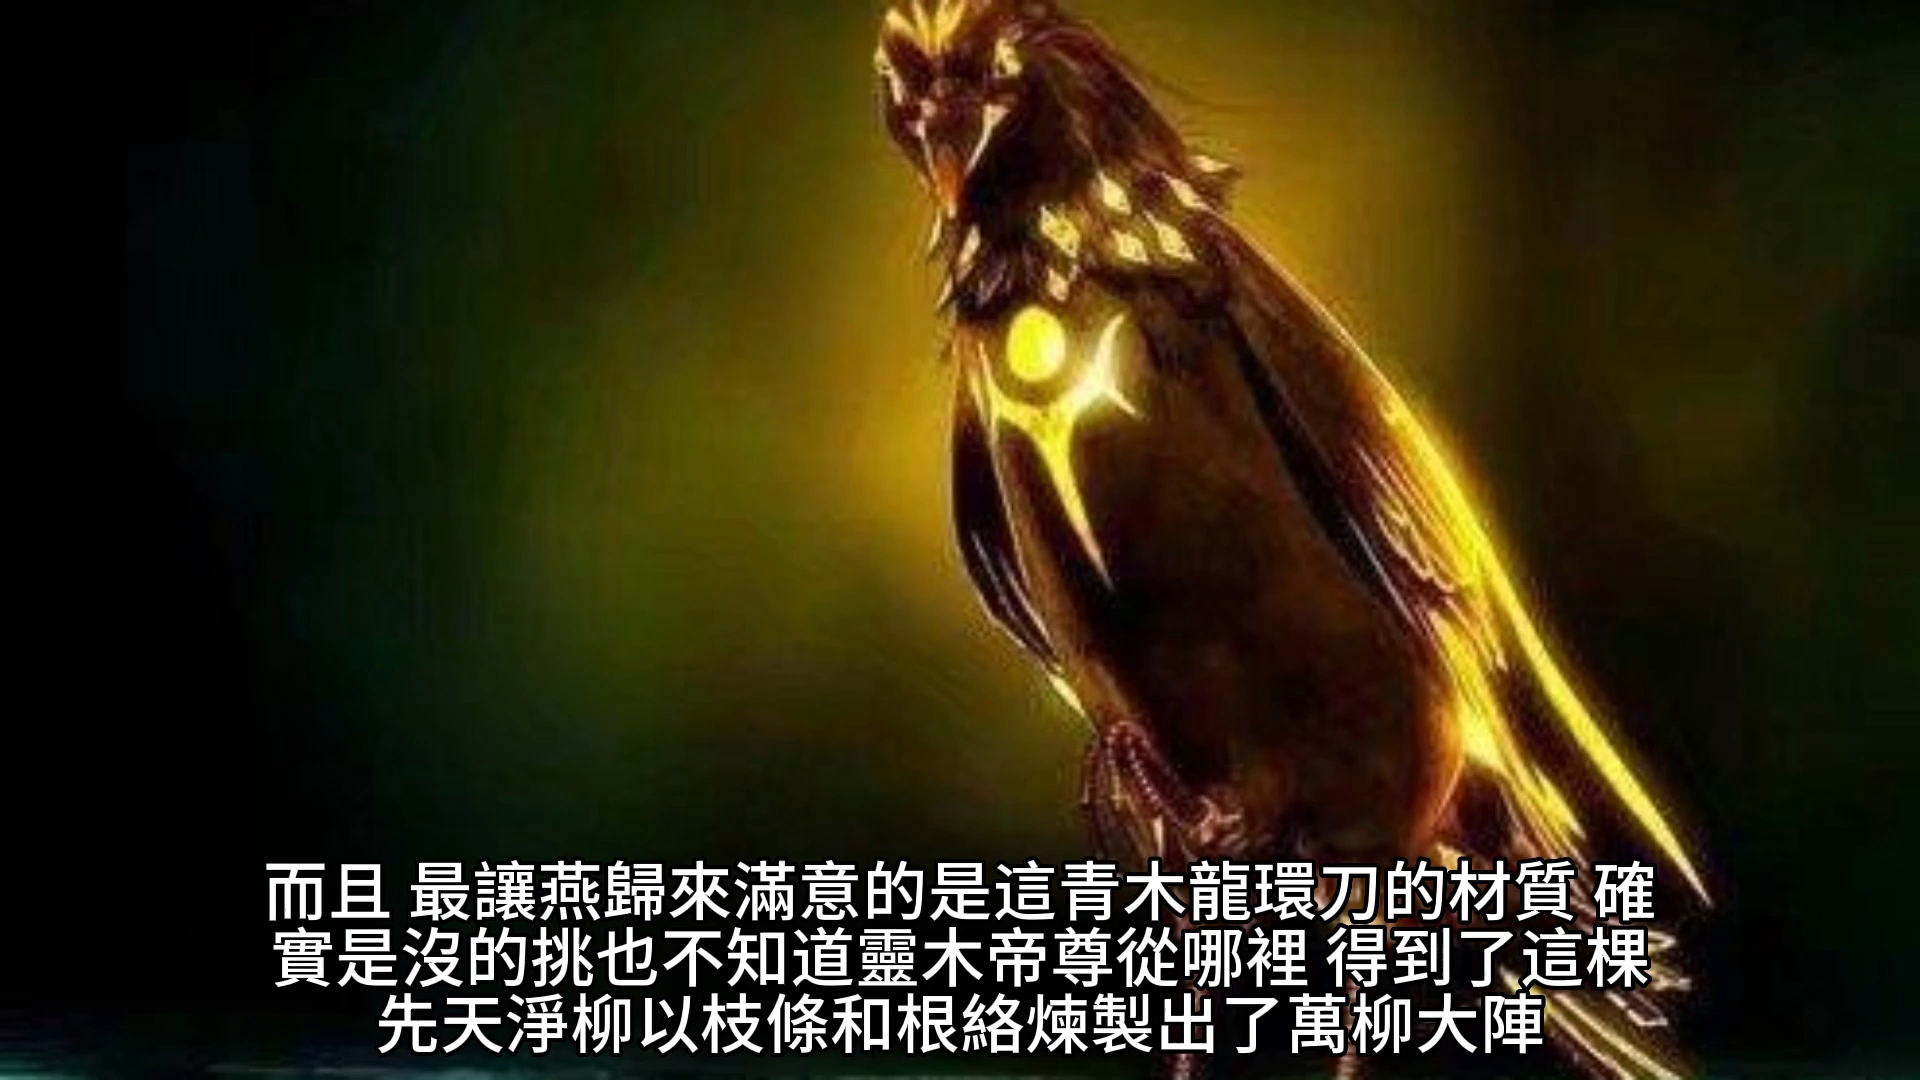 而且 最讓燕歸來滿意的是這青木龍環刀的材質 確
實是沒的挑也不知道靈木帝尊從哪裡 得到了這棵
先天淨柳以枝條和根絡煉製出了萬柳大陣